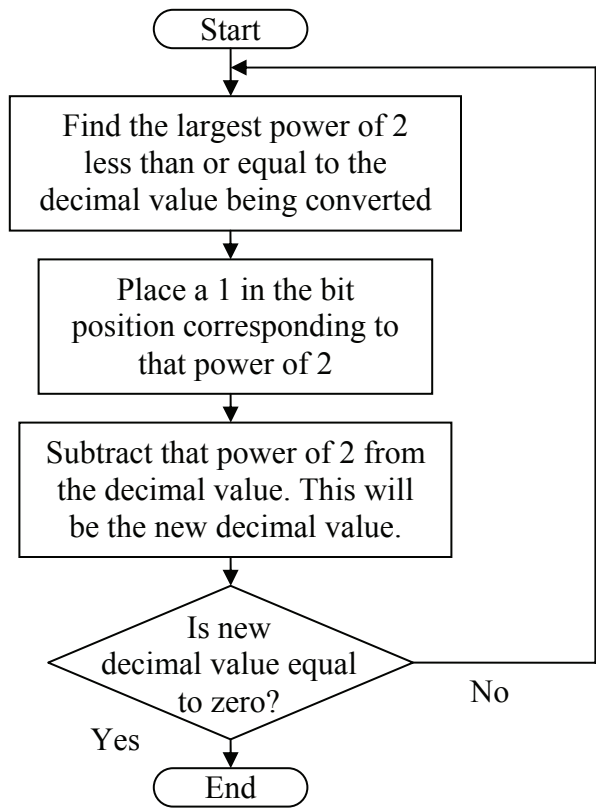 Start
Find the largest power of 2
less than or equal to the
decimal value being converted
Place a 1 in the bit
position corresponding to
that power of 2
Subtract that power of 2 from
the decimal value. This will
be the new decimal value.
Is new
decimal value equal
to zero?
No
Yes
End